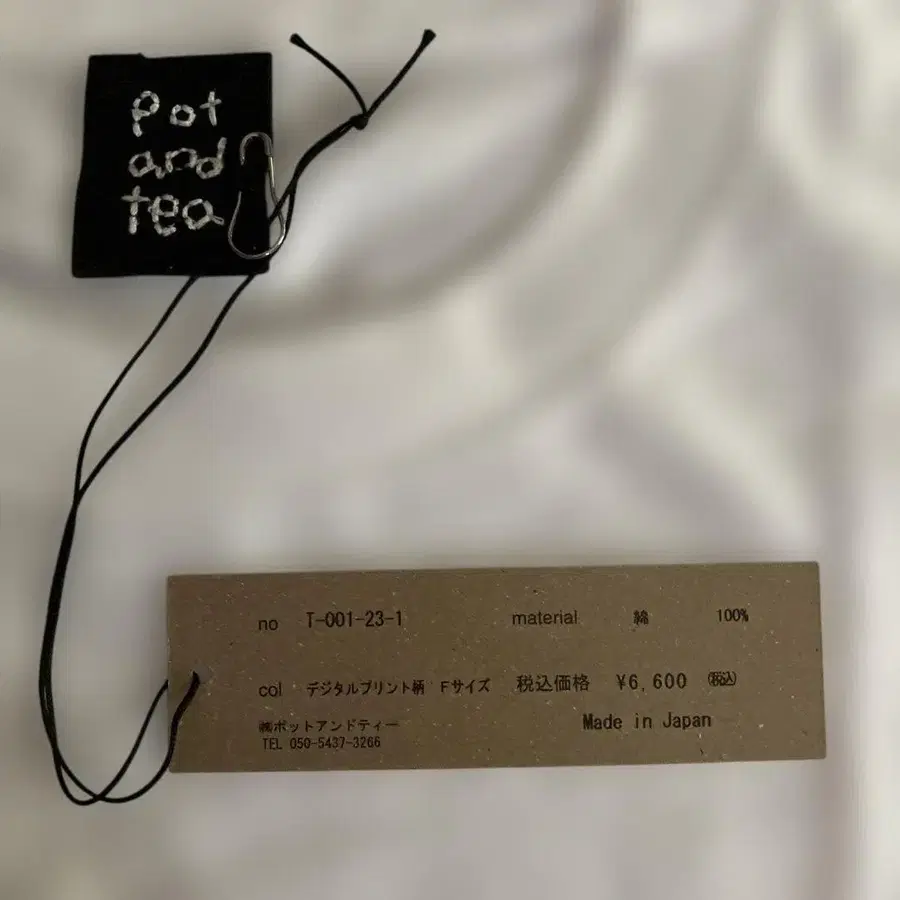 Pot
and
tea
no T-001-23-1 material 綿 100%
col デジタルプリント柄 Fサイズ 税込価格 ¥6,600 ㈱込
㈱ポットアンドティー Made in Japan
TEL 050-5437-3266